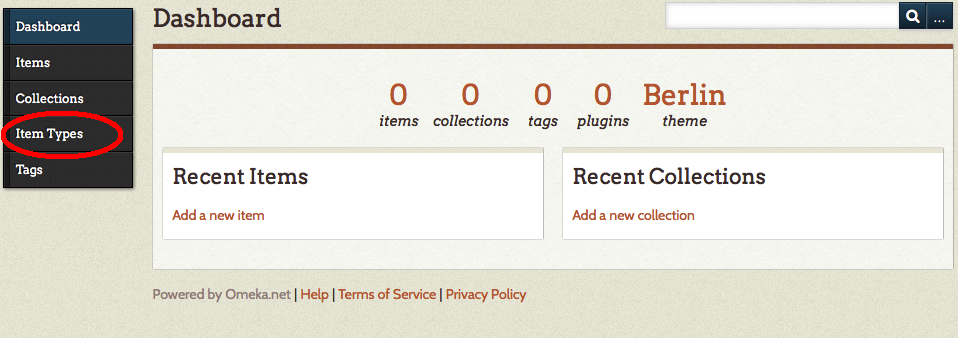 Dashboard
Items
Collections
Item Types
Tags
Dashboard
...
0 0 0 0 Berlin
items collections tags plugins theme
Recent Items
Add a new item
Recent Collections
Add a new collection
Powered by Omeka.net | Help | Terms of Service | Privacy Policy